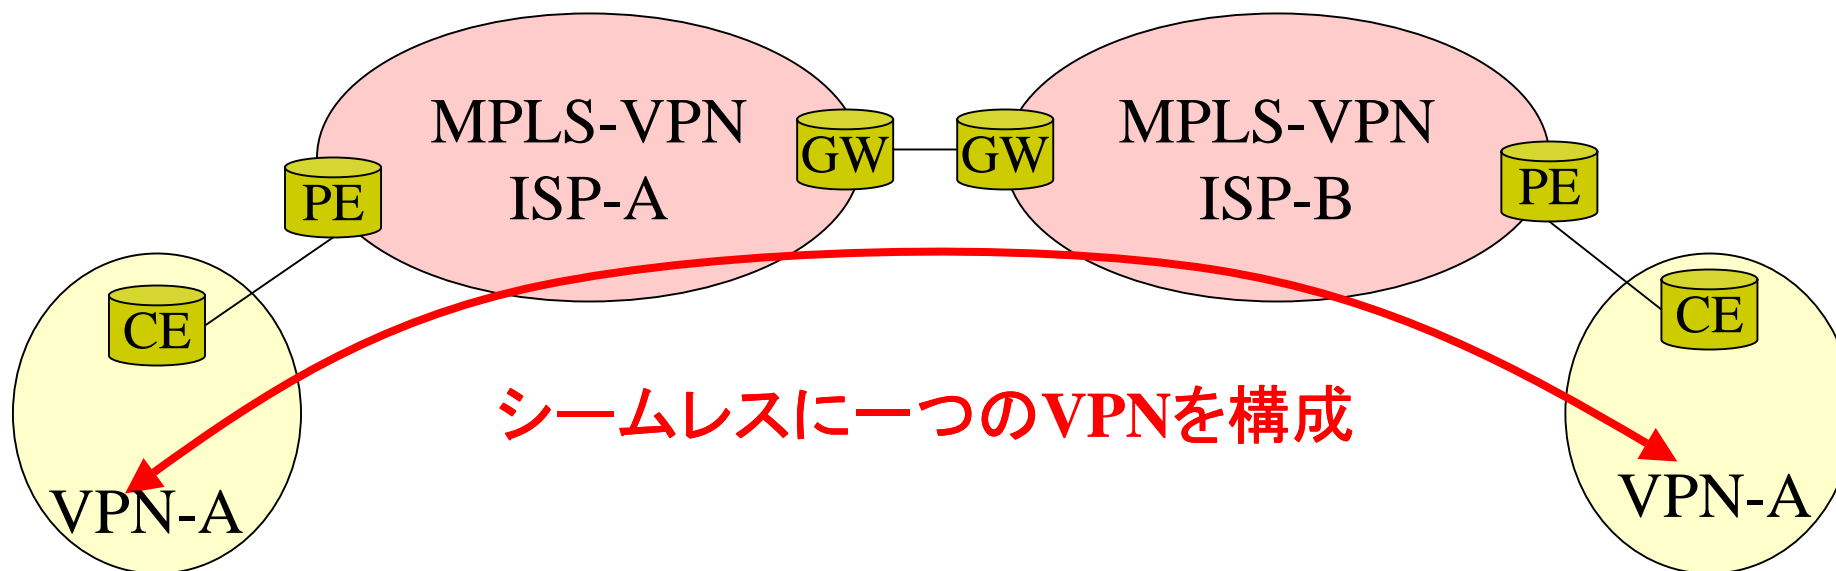 MPLS-VPN
ISP-A
MPLS-VPN
ISP-B
GW
GW
PE
PE
CE
CE
シームレスに一つのVPNを構成
VPN-A
VPN-A